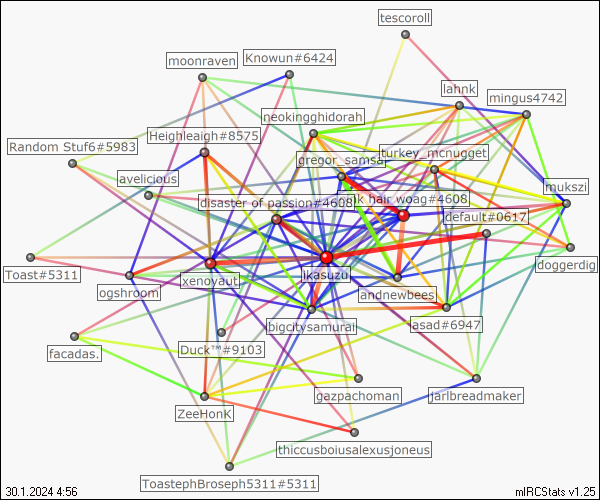 tescoroll
moonraven
Knowun#6424
lahnk
mingus4742
neokingghidorah
Heighleaigh#8575
Random Stuf6#5983
gregor_samsa
turkey_mcnugget
avelicious
mukszi
disaster of passion#4608
nk hair woag#4608
default#0617
Toast#5311
xenovaut
ikasuzu
doggerdig
ogshroom
andnewbees
bigcitysamurai
asad#6947
facadas.
Duck™#9103
gazpachoman
jarlbreadmaker
ZeeHonK
thiccusboiusalexusjoneus
ToastephBroseph5311#5311
30.1.2024 4:56
mIRCStats v1.25